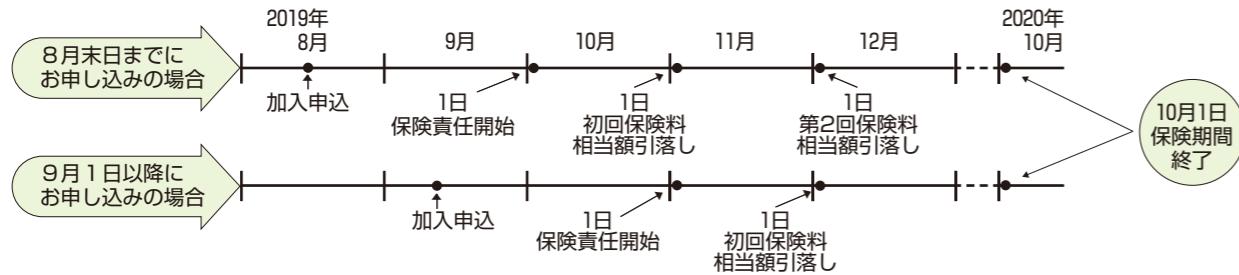 2019年
8月
9月
10月
11月
12月
2020年
10月
8月末日までに
お申し込みの場合
加入申込
1日
保険責任開始
1日
初回保険料
相当額引落し
1日
第2回保険料
相当額引落し
10月1日
保険期間
終了
9月1日以降に
お申し込みの場合
加入申込
1日
保険責任開始
1日
初回保険料
相当額引落し